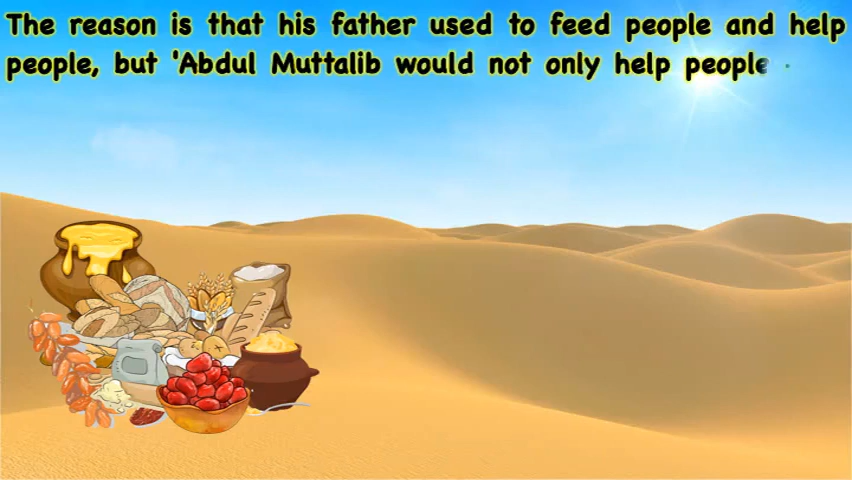 The reason is that his father used to feed people and help
people, but 'Abdul Muttalib would not only help people